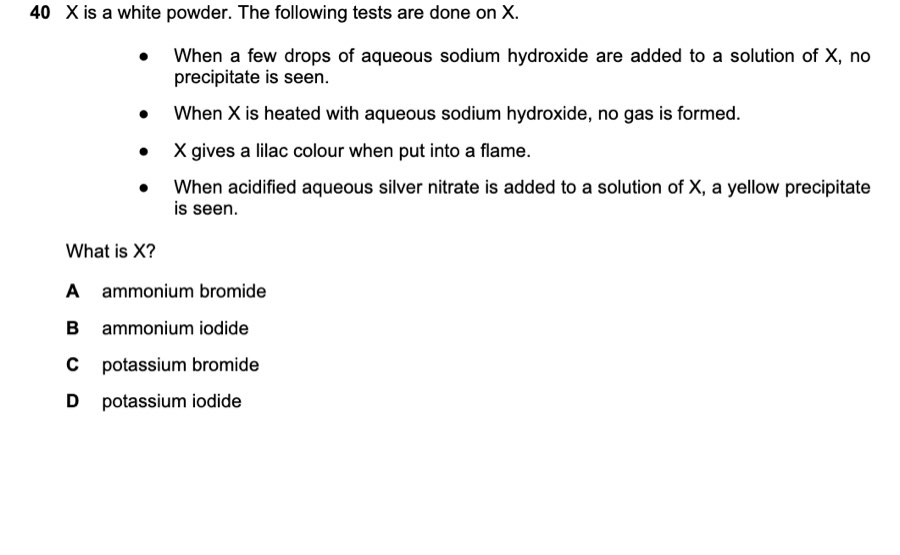 40 X is a white powder. The following tests are done on X.
• When a few drops of aqueous sodium hydroxide are added to a solution of X, no
precipitate is seen.
• When X is heated with aqueous sodium hydroxide, no gas is formed.
• X gives a lilac colour when put into a flame.
• When acidified aqueous silver nitrate is added to a solution of X, a yellow precipitate
is seen.
What is X?
A ammonium bromide
B ammonium iodide
C potassium bromide
D potassium iodide